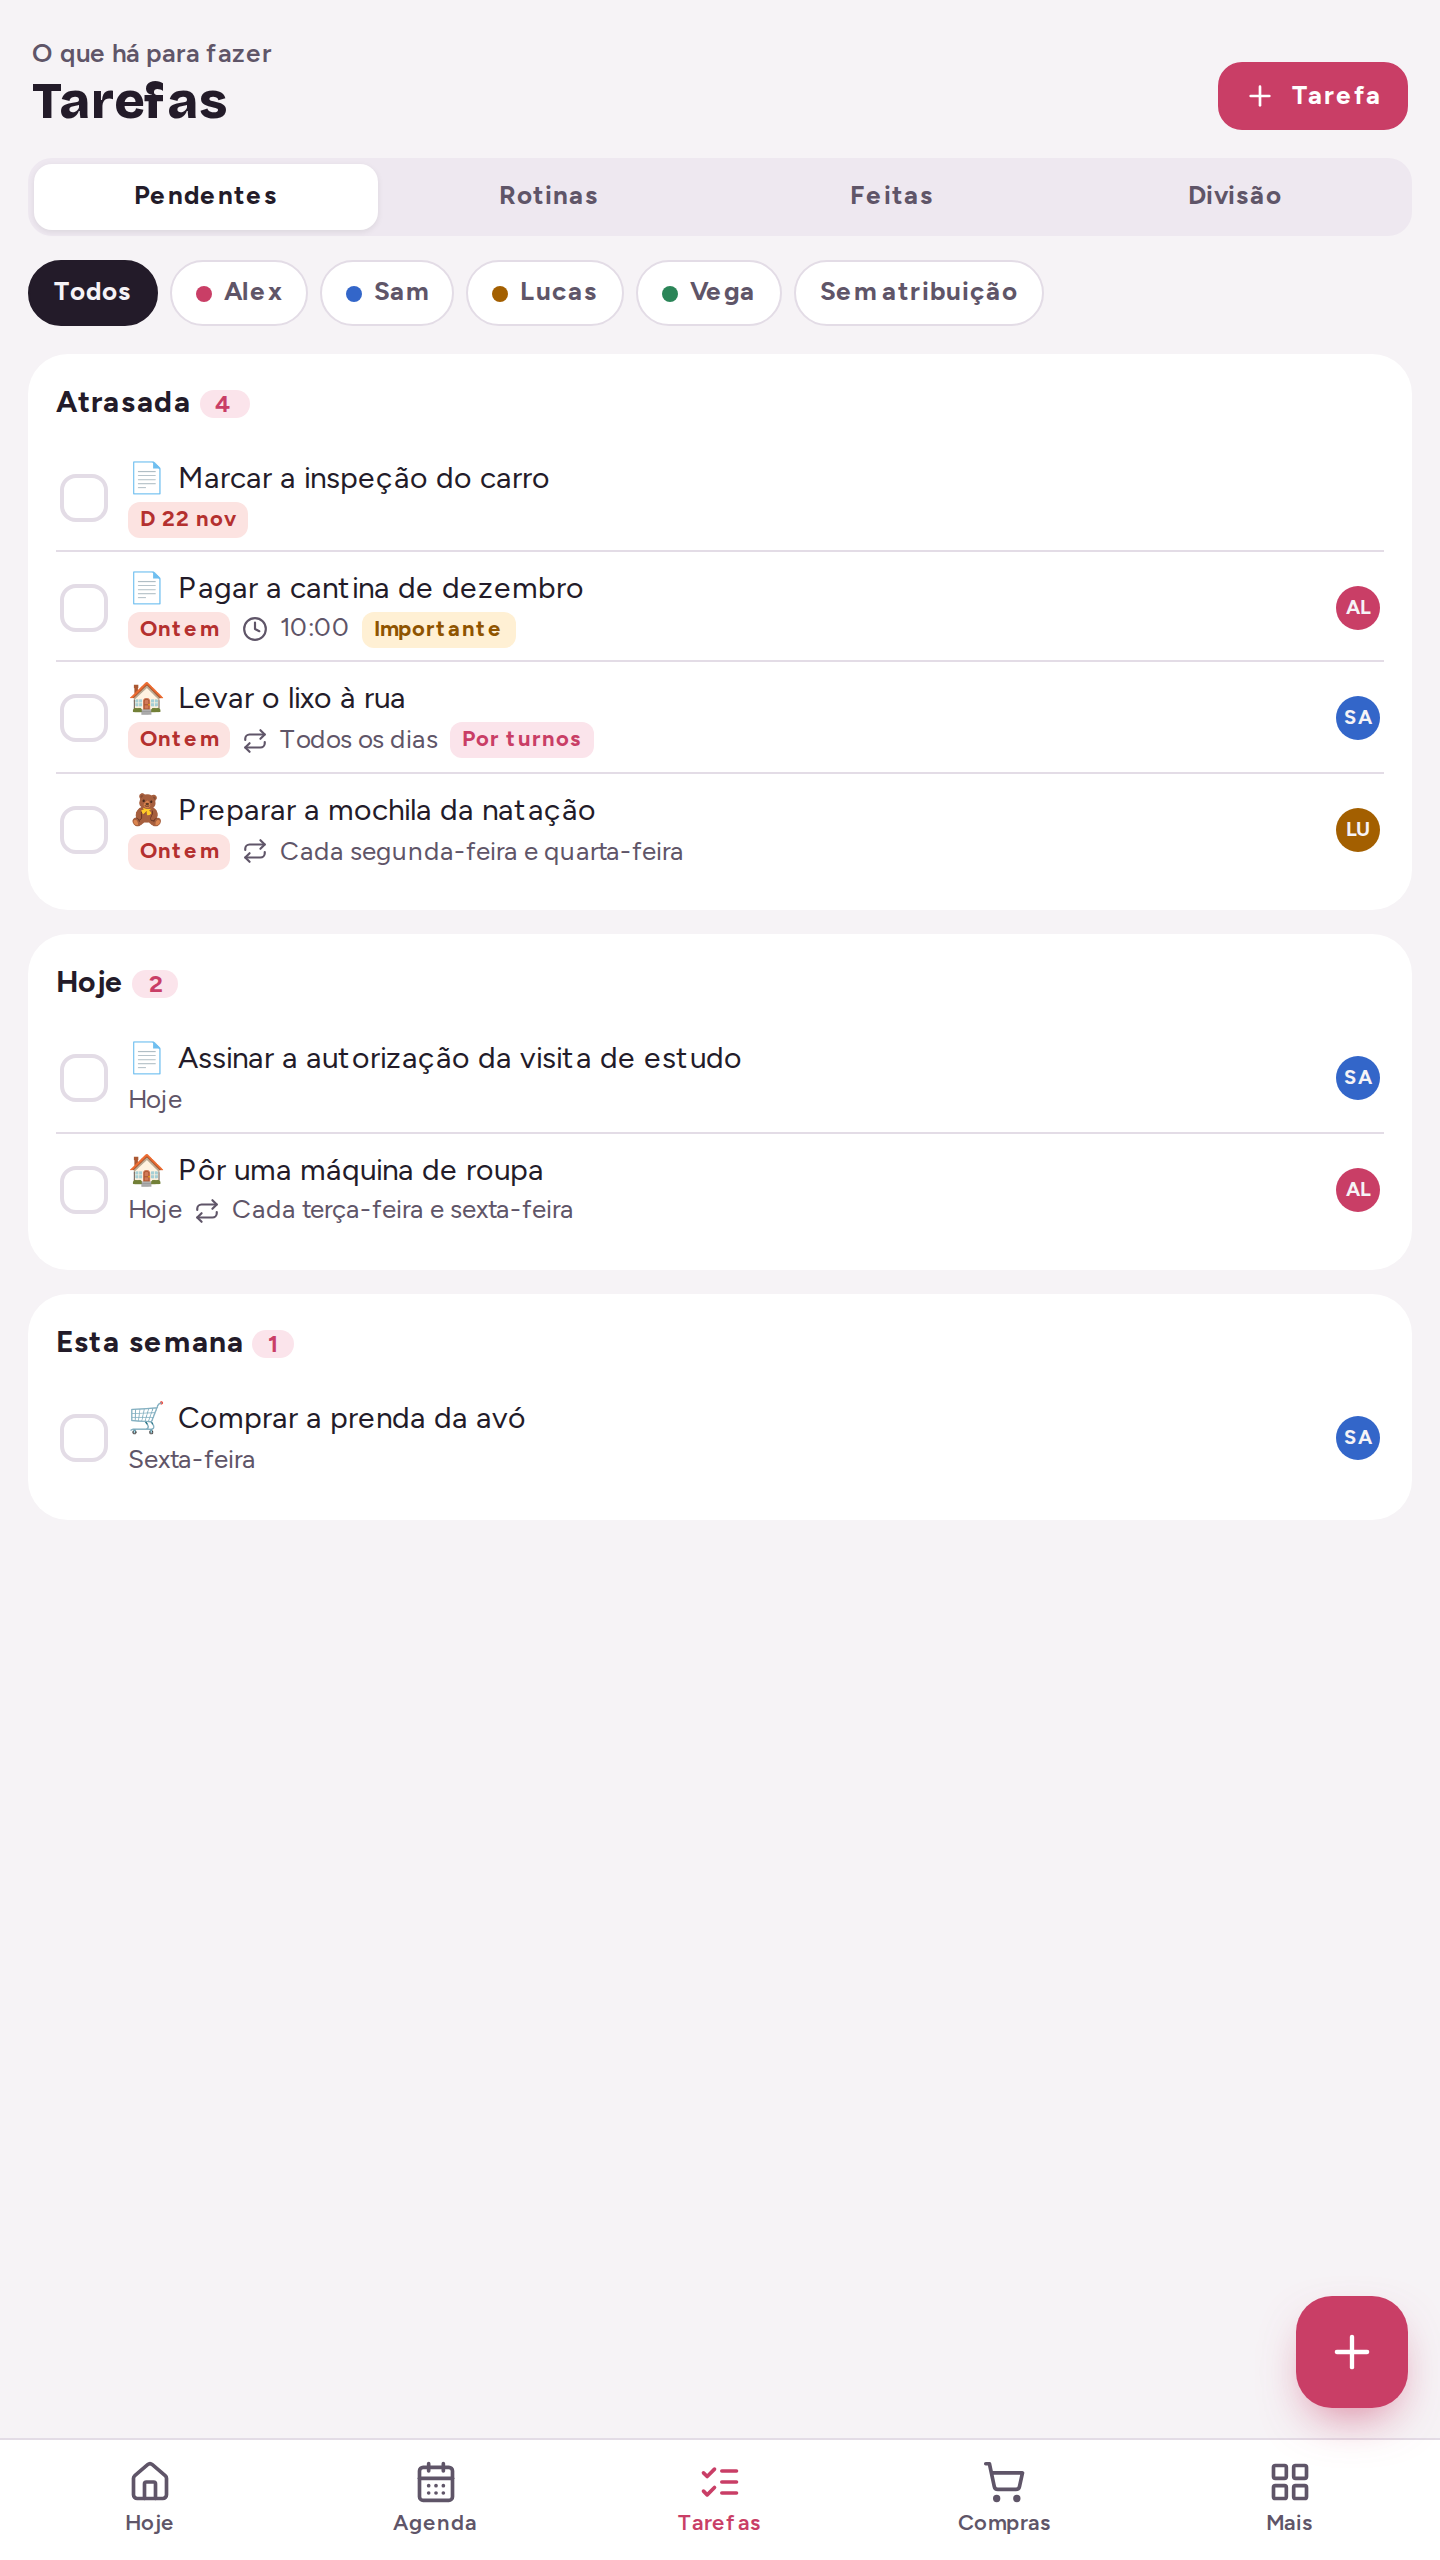 O que há para fazer
Tarefas
Tarefa
Pendentes Rotinas Feitas Divisão
Todos Alex Sam Lucas Vega Sem atribuição
Atrasada 4
Marcar a inspeção do carro
D 22 nov
Pagar a cantina de dezembro
Ontem 10:00 Importante
AL
Levar o lixo à rua
Ontem Todos os dias Por turnos
SA
Preparar a mochila da natação
Ontem Cada segunda-feira e quarta-feira
LU
Hoje 2
Assinar a autorização da visita de estudo
Hoje
SA
Pôr uma máquina de roupa
Hoje Cada terça-feira e sexta-feira
AL
Esta semana 1
Comprar a prenda da avó
Sexta-feira
SA
Hoje Agenda Tarefas Compras Mais